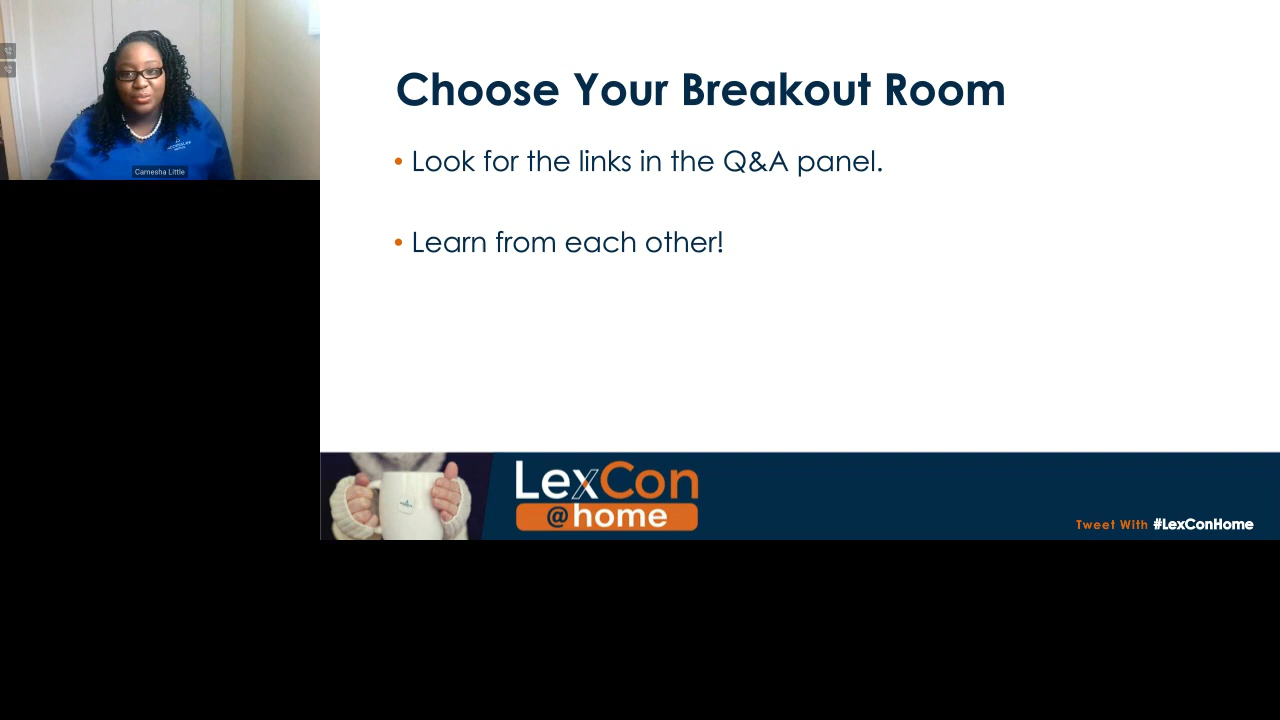 Camesha Little
Choose Your Breakout Room
• Look for the links in the Q&A panel.
• Learn from each other!
LexCon
@home
Tweet With #LexConHome